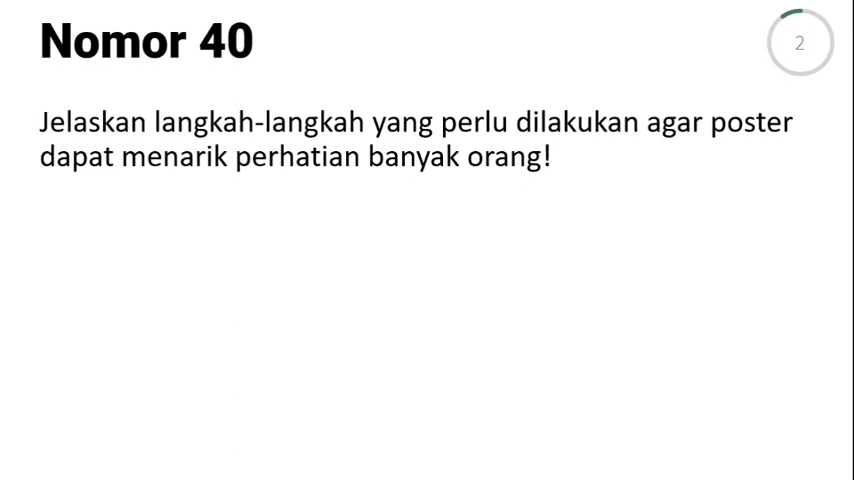 Nomor 40
2
Jelaskan langkah-langkah yang perlu dilakukan agar poster
dapat menarik perhatian banyak orang!